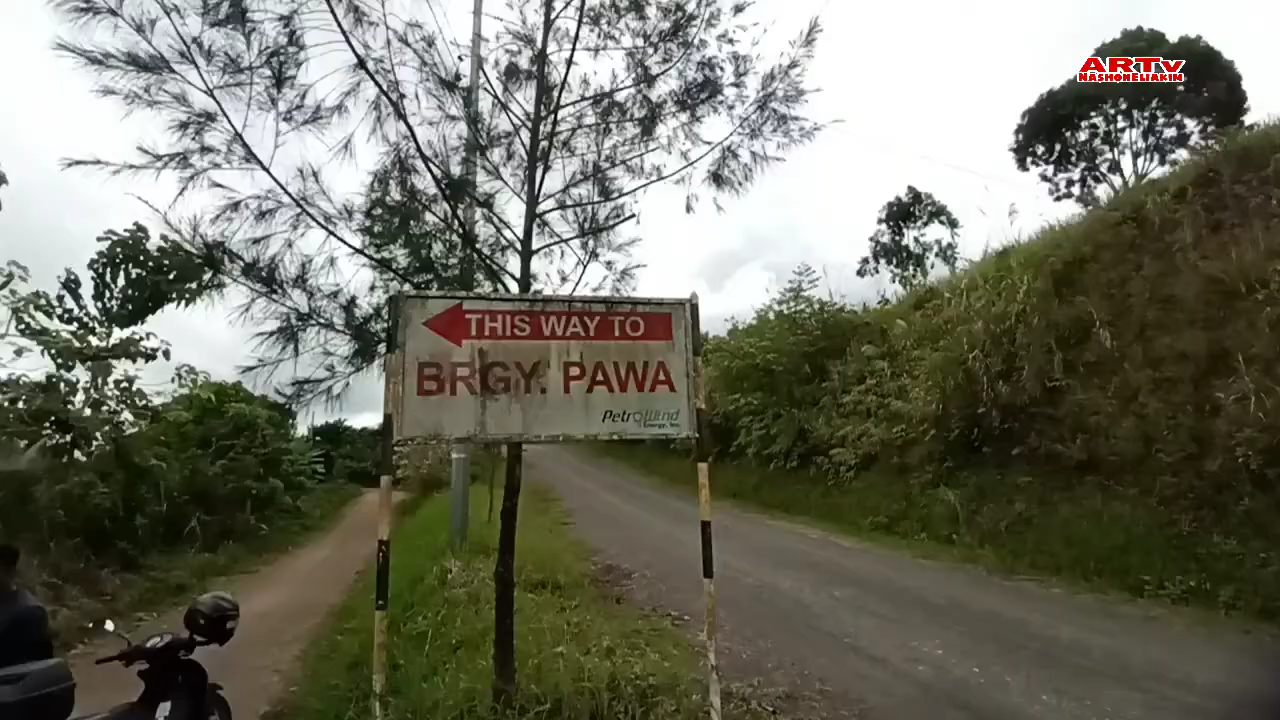 ARTv
NASHONELIAKIN
THIS WAY TO
BRGY. PAWA
PetroWind
Energy, Inc.